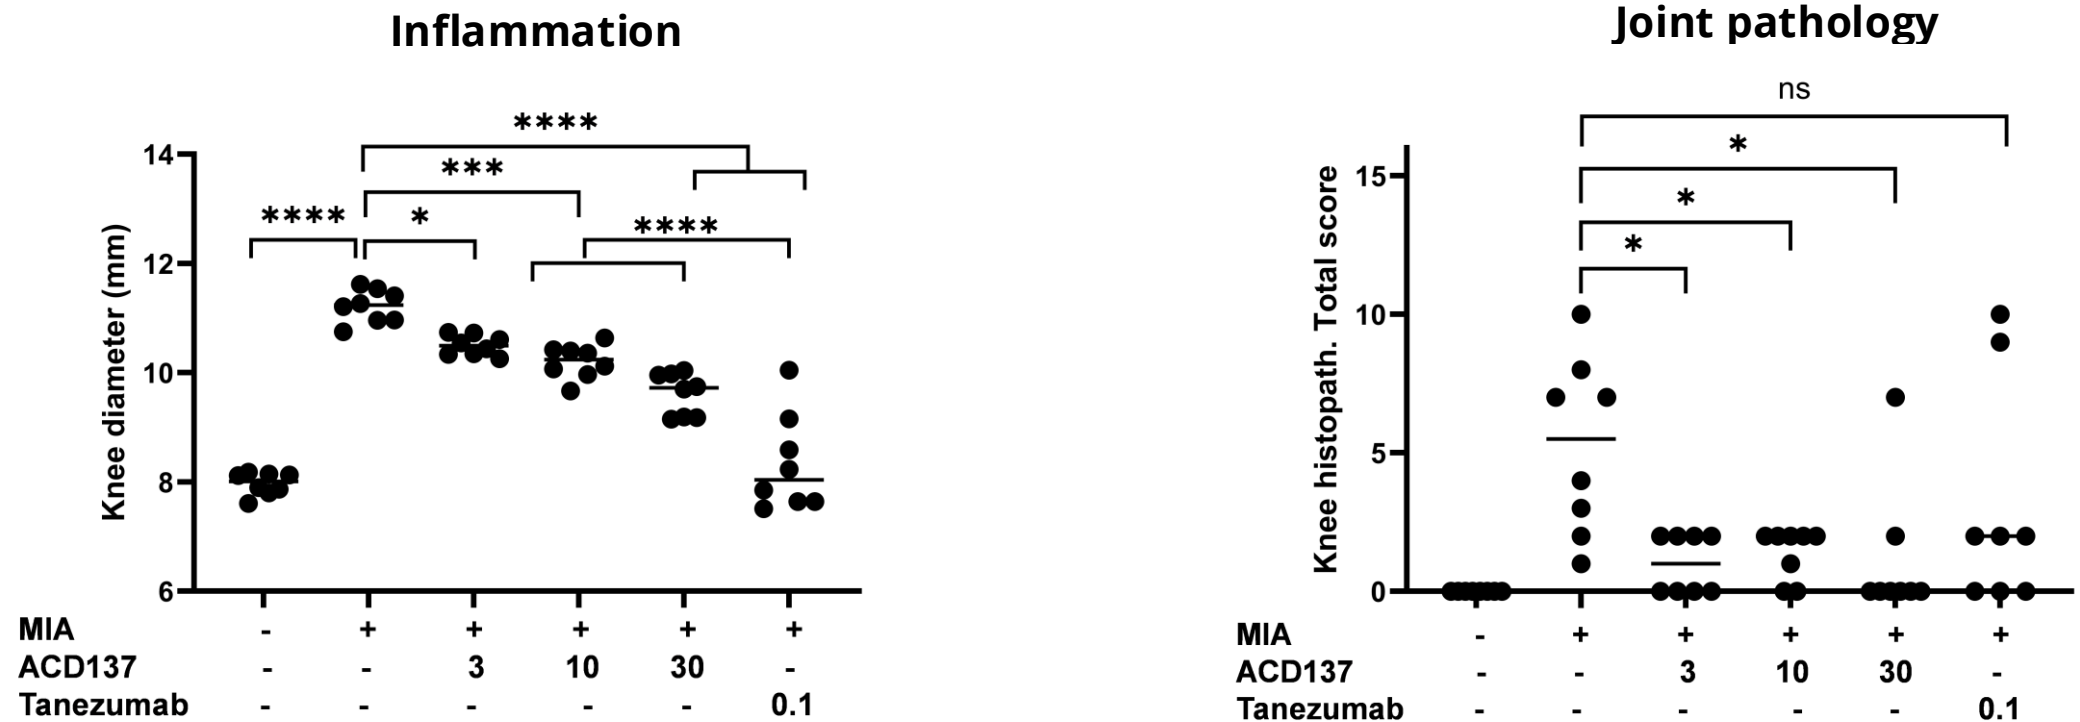 Inflammation
****
***
**** * ****
Knee diameter (mm)
14
12
10
8
6
MIA - + + + + +
ACD137 - - 3 10 30 -
Tanezumab - - - - - 0.1
Joint pathology
ns
*
*
*
Knee histopath. Total score
15
10
5
0
MIA - + + + + +
ACD137 - - 3 10 30 -
Tanezumab - - - - - 0.1